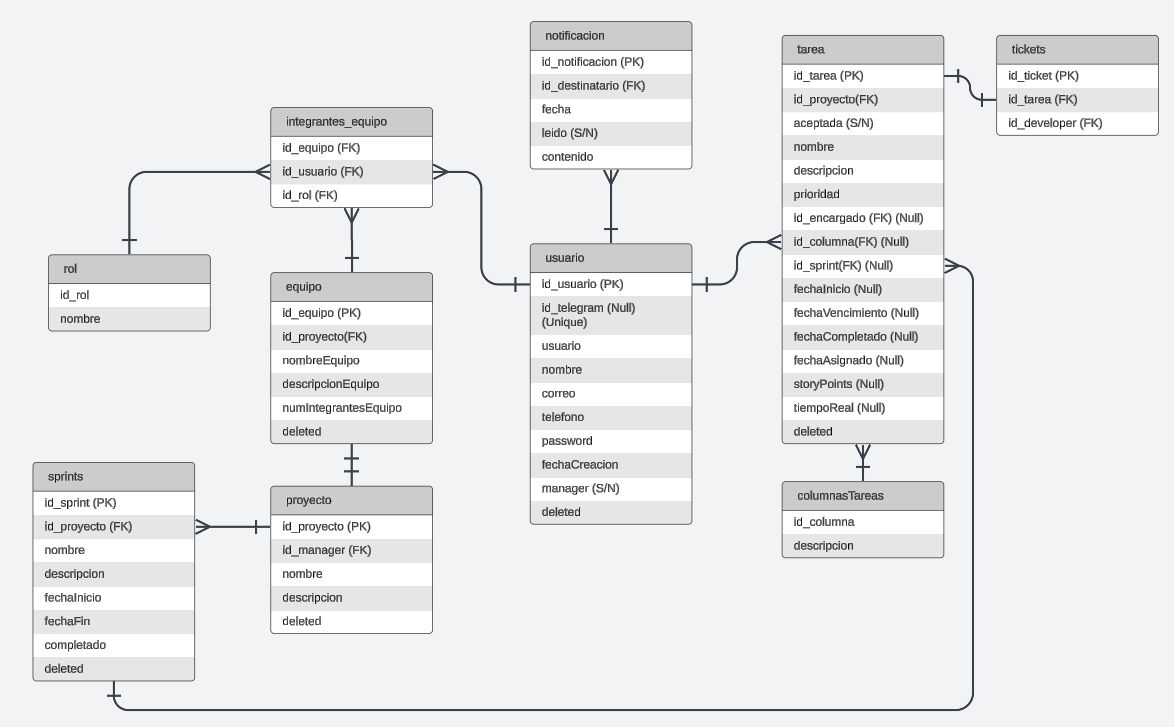 notificacion
id_notificacion (PK)
id_destinatario (FK)
fecha
leido (S/N)
contenido
tarea
id_tarea (PK)
id_proyecto(FK)
aceptada (S/N)
nombre
descripcion
prioridad
id_encargado (FK) (Null)
id_columna(FK) (Null)
id_sprint(FK) (Null)
fechaInicio (Null)
fechaVencimiento (Null)
fechaCompletado (Null)
fechaAsignado (Null)
storyPoints (Null)
tiempoReal (Null)
deleted
tickets
id_ticket (PK)
id_tarea (FK)
id_developer (FK)
integrantes_equipo
id_equipo (FK)
id_usuario (FK)
id_rol (FK)
rol
id_rol
nombre
equipo
id_equipo (PK)
id_proyecto(FK)
nombreEquipo
descripcionEquipo
numIntegrantesEquipo
deleted
usuario
id_usuario (PK)
id_telegram (Null)
(Unique)
usuario
nombre
correo
telefono
password
fechaCreacion
manager (S/N)
deleted
sprints
id_sprint (PK)
id_proyecto (FK)
nombre
descripcion
fechaInicio
fechaFin
completado
deleted
proyecto
id_proyecto (PK)
id_manager (FK)
nombre
descripcion
deleted
columnasTareas
id_columna
descripcion